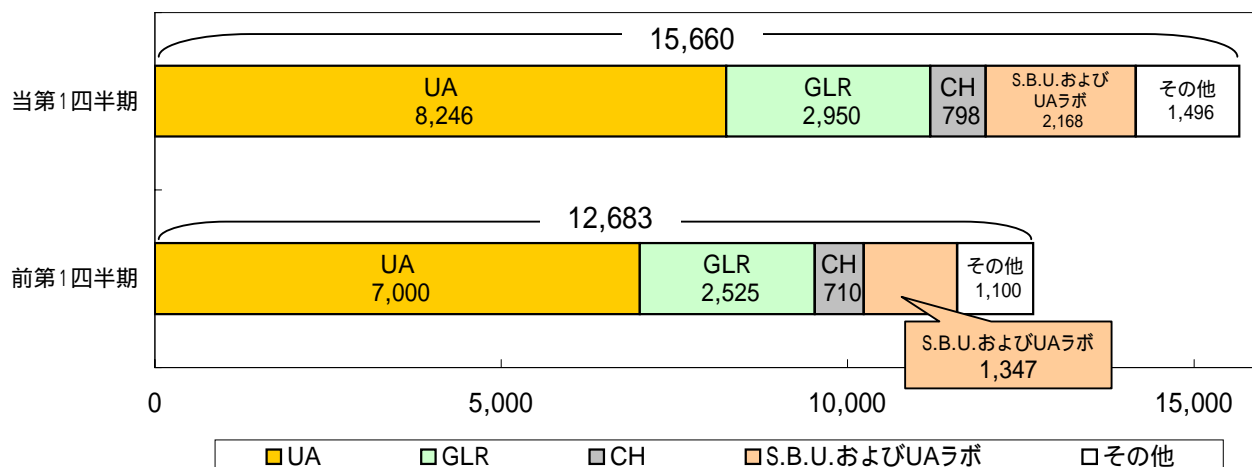 15,660
当第1四半期
UA
8,246
GLR
2,950
CH
798
S.B.U.および
UAラボ
2,168
その他
1,496
12,683
前第1四半期
UA
7,000
GLR
2,525
CH
710
その他
1,100
S.B.U.およびUAラボ
1,347
0 5,000 10,000 15,000
UA GLR CH S.B.U.およびUAラボ その他